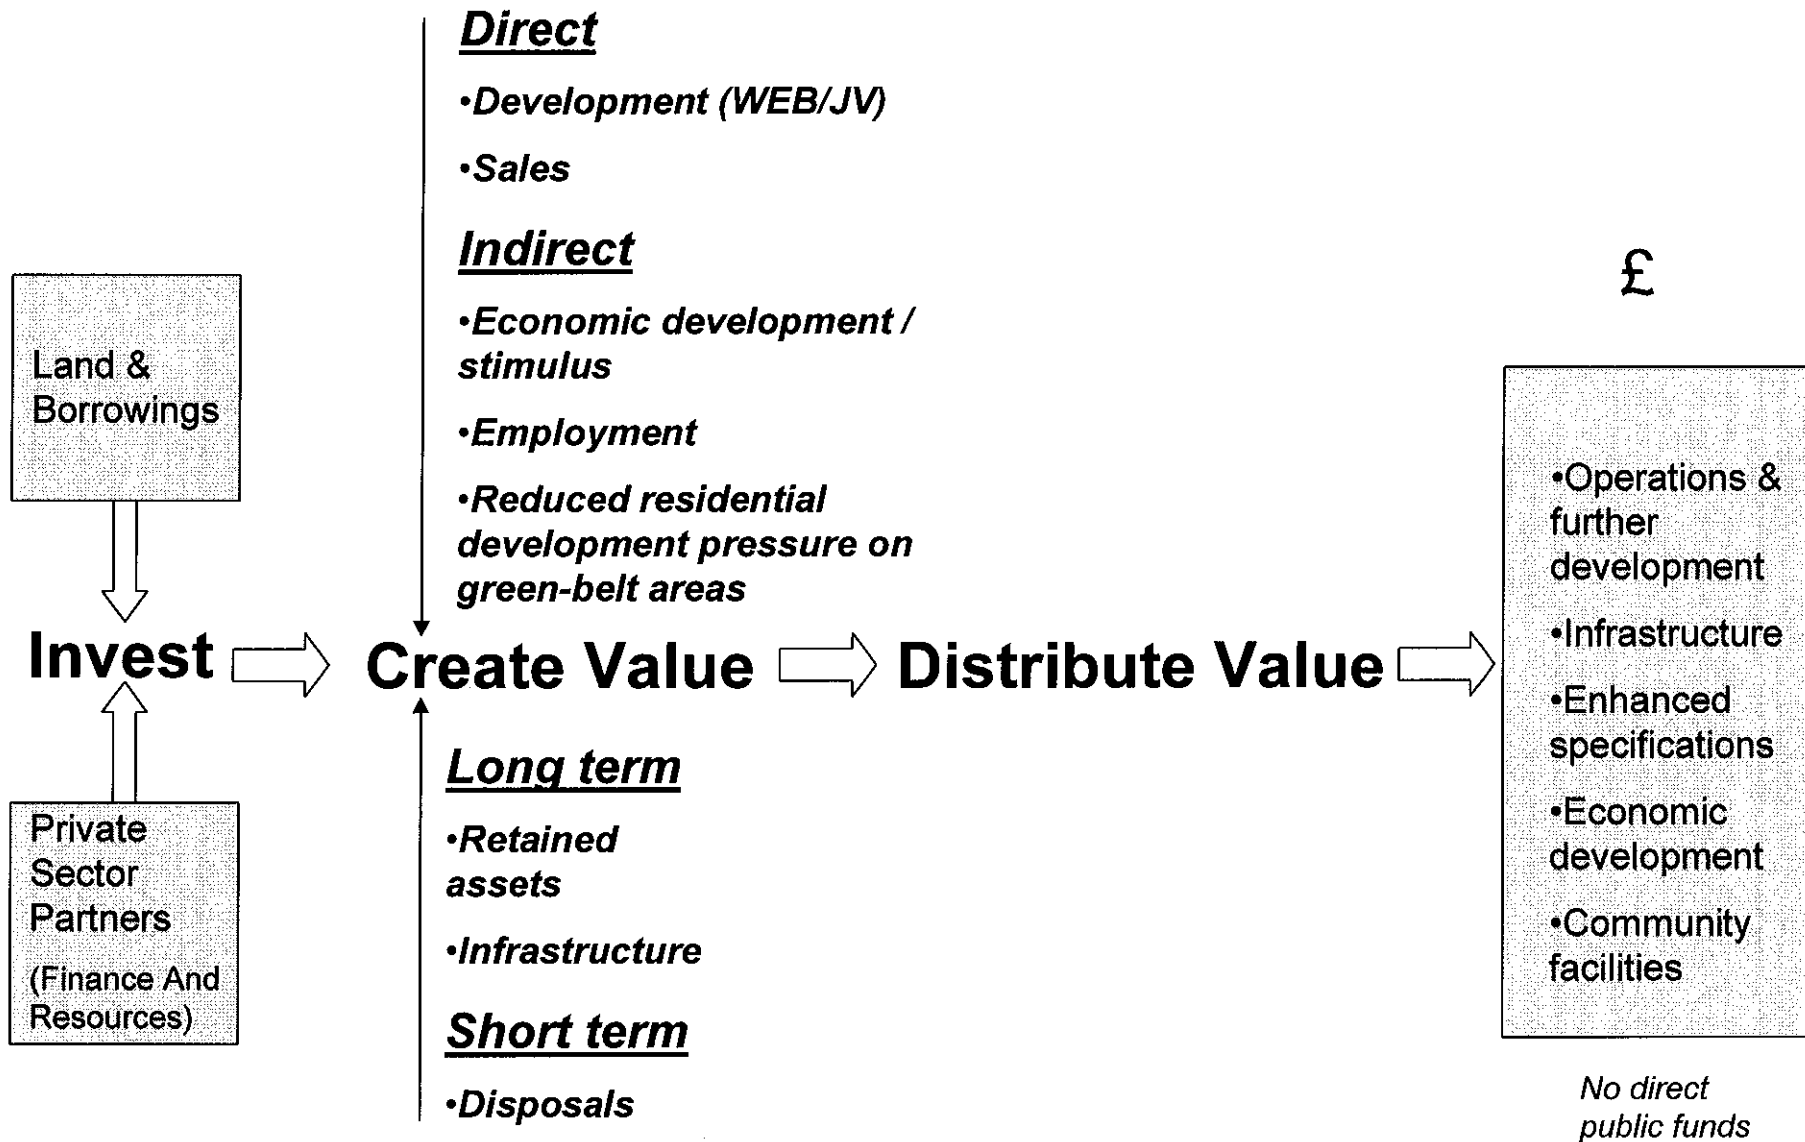 Land &
Borrowings
Invest
Private
Sector
Partners
(Finance And
Resources)
Direct
•Development (WEB/JV)
•Sales
Indirect
•Economic development /
stimulus
•Employment
•Reduced residential
development pressure on
green-belt areas
Create Value
Long term
•Retained
assets
•Infrastructure
Short term
•Disposals
Distribute Value
£
•Operations &
further
development
•Infrastructure
•Enhanced
specifications
•Economic
development
•Community
facilities
No direct
public funds